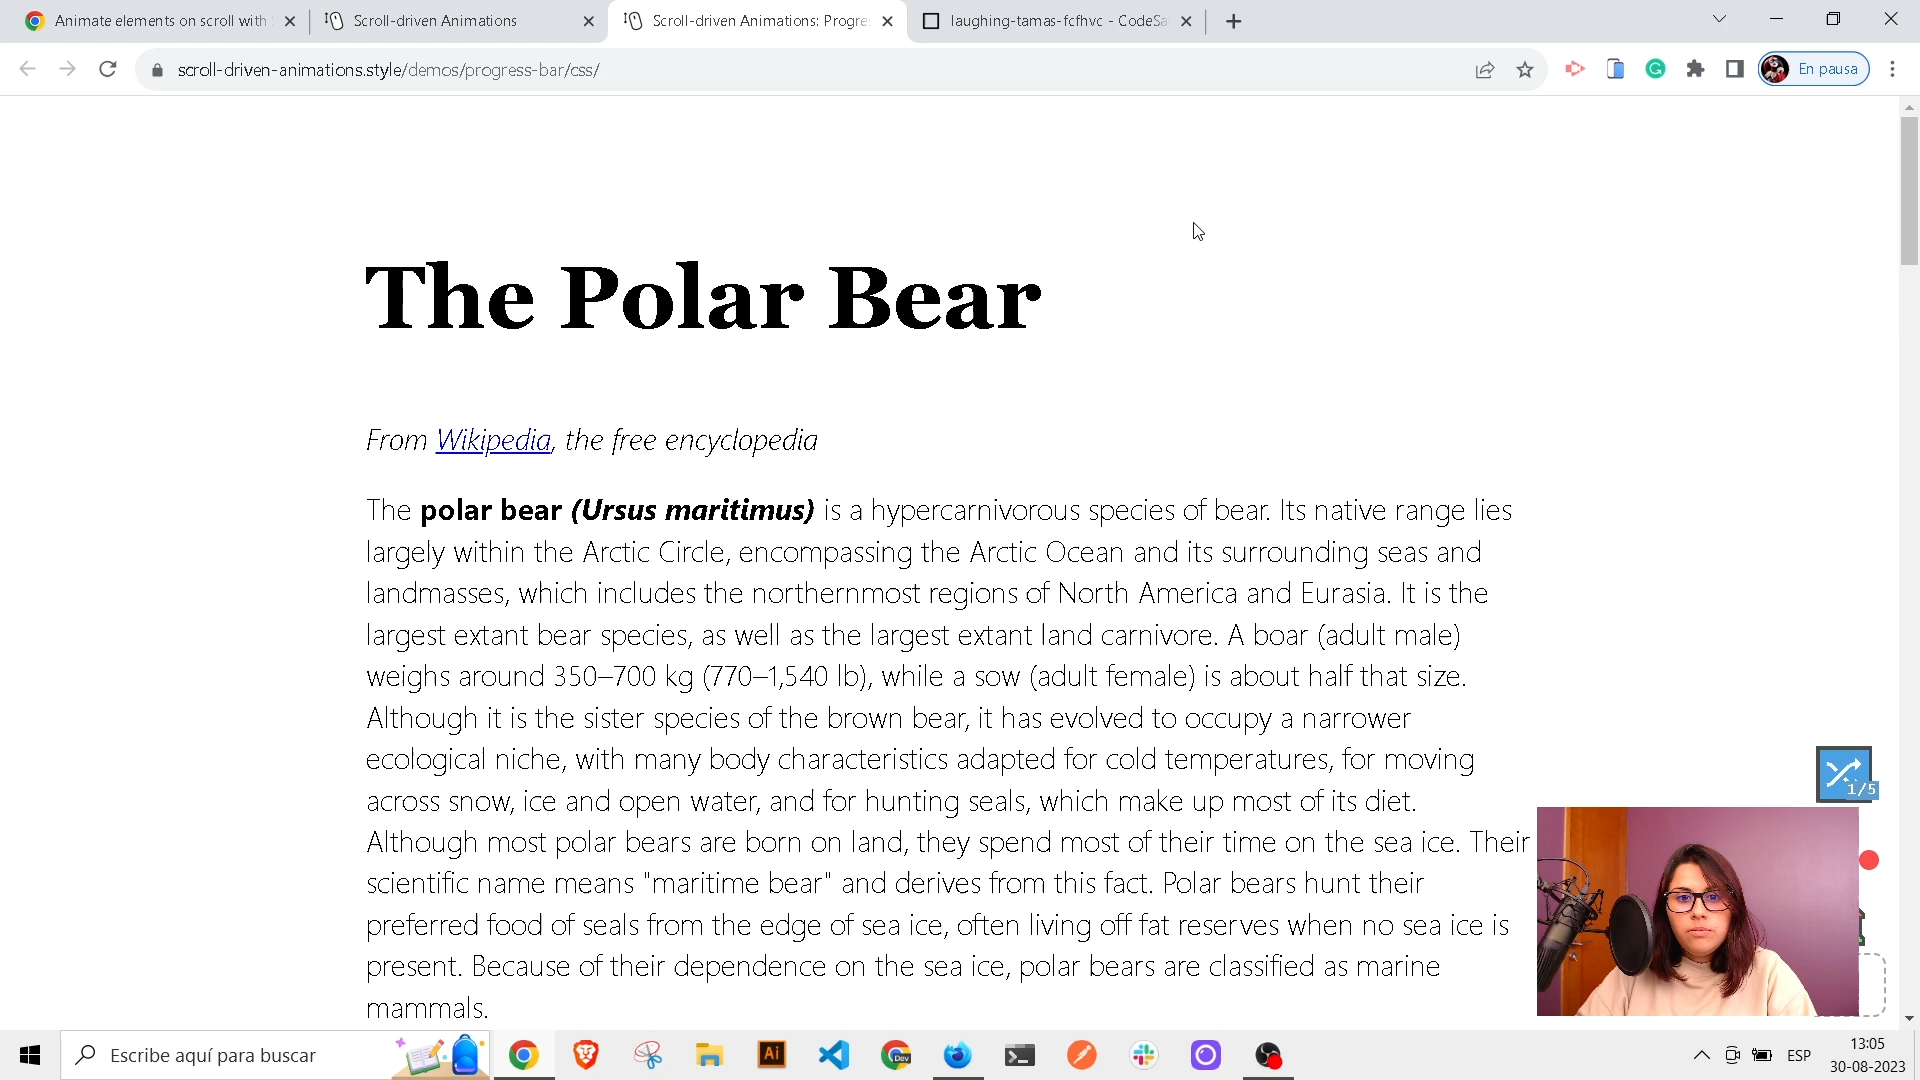 Animate elements on scroll with
Scroll-driven Animations
Scroll-driven Animations: Progre
laughing-tamas-fcfhvc - CodeSa
scroll-driven-animations.style/demos/progress-bar/css/
En pausa
The Polar Bear
From Wikipedia, the free encyclopedia
The polar bear (Ursus maritimus) is a hypercarnivorous species of bear. Its native range lies
largely within the Arctic Circle, encompassing the Arctic Ocean and its surrounding seas and
landmasses, which includes the northernmost regions of North America and Eurasia. It is the
largest extant bear species, as well as the largest extant land carnivore. A boar (adult male)
weighs around 350–700 kg (770–1,540 lb), while a sow (adult female) is about half that size.
Although it is the sister species of the brown bear, it has evolved to occupy a narrower
ecological niche, with many body characteristics adapted for cold temperatures, for moving
across snow, ice and open water, and for hunting seals, which make up most of its diet.
Although most polar bears are born on land, they spend most of their time on the sea ice. Their
scientific name means "maritime bear" and derives from this fact. Polar bears hunt their
preferred food of seals from the edge of sea ice, often living off fat reserves when no sea ice is
present. Because of their dependence on the sea ice, polar bears are classified as marine
mammals.
1/5
Escribe aquí para buscar
Ai
Dev
ESP
13:05
30-08-2023